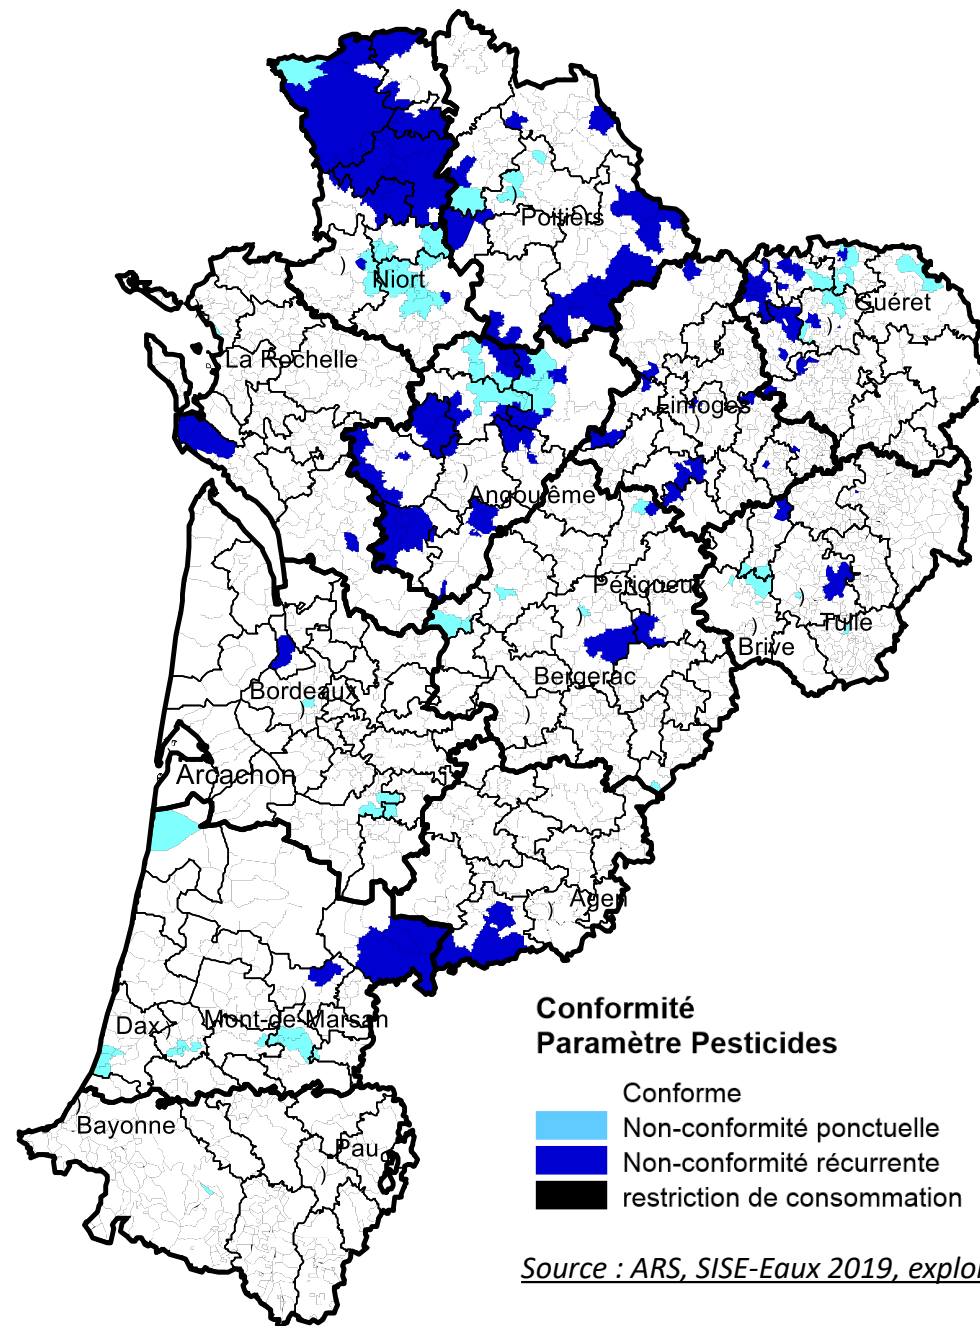 Poitiers
Niort
Guéret
La Rochelle
Limoges
Angoulême
Périgueux
Tulle
Brive
Bergerac
Bordeaux
Arcachon
Agen
Mont-de-Marsan
Dax
Bayonne
Pau
Conformité
Paramètre Pesticides
Conforme
Non-conformité ponctuelle
Non-conformité récurrente
restriction de consommation
Source : ARS, SISE-Eaux 2019, exploi